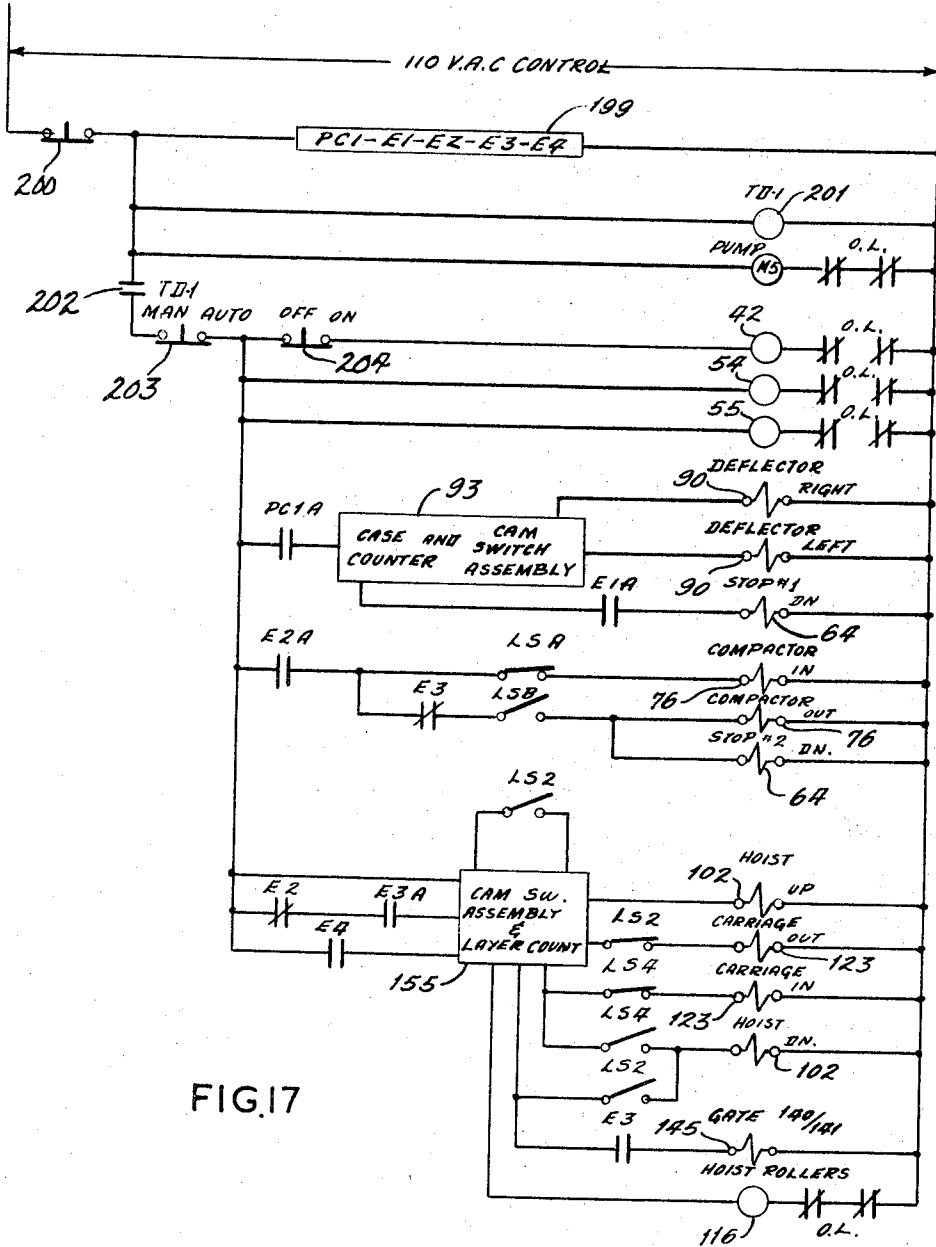 110 V.A.C CONTROL
199
PC1-E1-E2-E3-E4
200
TD-1
201
PUMP
O.L.
M5
202
TD-1
MAN AUTO
OFF ON
42
O.L.
203
204
54
O.L.
55
O.L.
DEFLECTOR
93
90
RIGHT
PC1A
CASE AND COUNTER
CAM SWITCH ASSEMBLY
DEFLECTOR
LEFT
90
E1A
STOP #1
DN
64
E2A
LSA
COMPACTOR
IN
76
E3
LSB
COMPACTOR
OUT
76
STOP #2
DN.
64
LS2
HOIST
102
UP
E2
E3A
CAM SW.
ASSEMBLY
&
LAYER COUNT
LS2
CARRIAGE
OUT
123
E4
155
LS4
CARRIAGE
IN
123
LS4
HOIST
DN.
102
LS2
FIG.17
E3
GATE 140/141
145
HOIST ROLLERS
116
O.L.